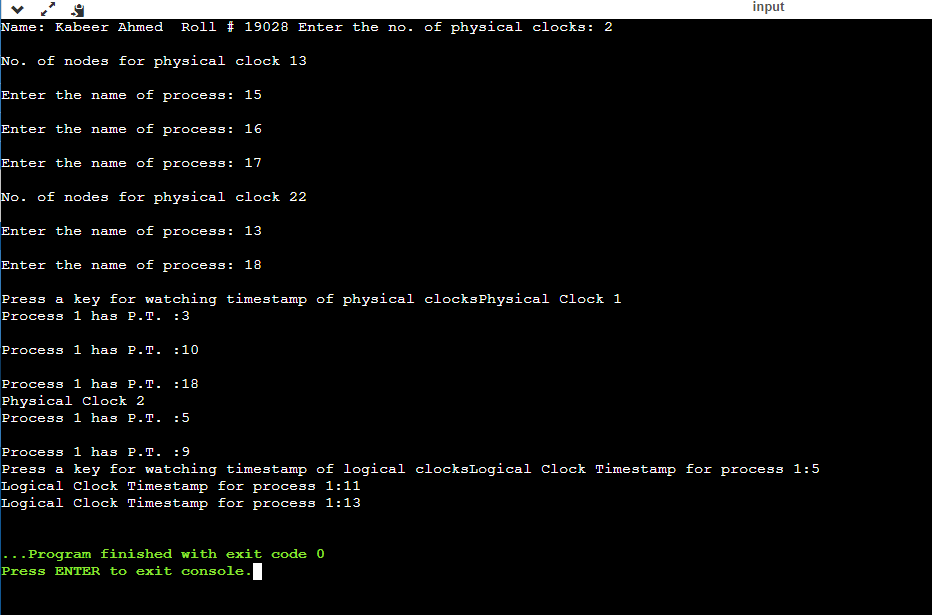 input
Name: Kabeer Ahmed  Roll # 19028 Enter the no. of physical clocks: 2
No. of nodes for physical clock 13
Enter the name of process: 15
Enter the name of process: 16
Enter the name of process: 17
No. of nodes for physical clock 22
Enter the name of process: 13
Enter the name of process: 18
Press a key for watching timestamp of physical clocksPhysical Clock 1
Process 1 has P.T. :3
Process 1 has P.T. :10
Process 1 has P.T. :18
Physical Clock 2
Process 1 has P.T. :5
Process 1 has P.T. :9
Press a key for watching timestamp of logical clocksLogical Clock Timestamp for process 1:5
Logical Clock Timestamp for process 1:11
Logical Clock Timestamp for process 1:13
...Program finished with exit code 0
Press ENTER to exit console.